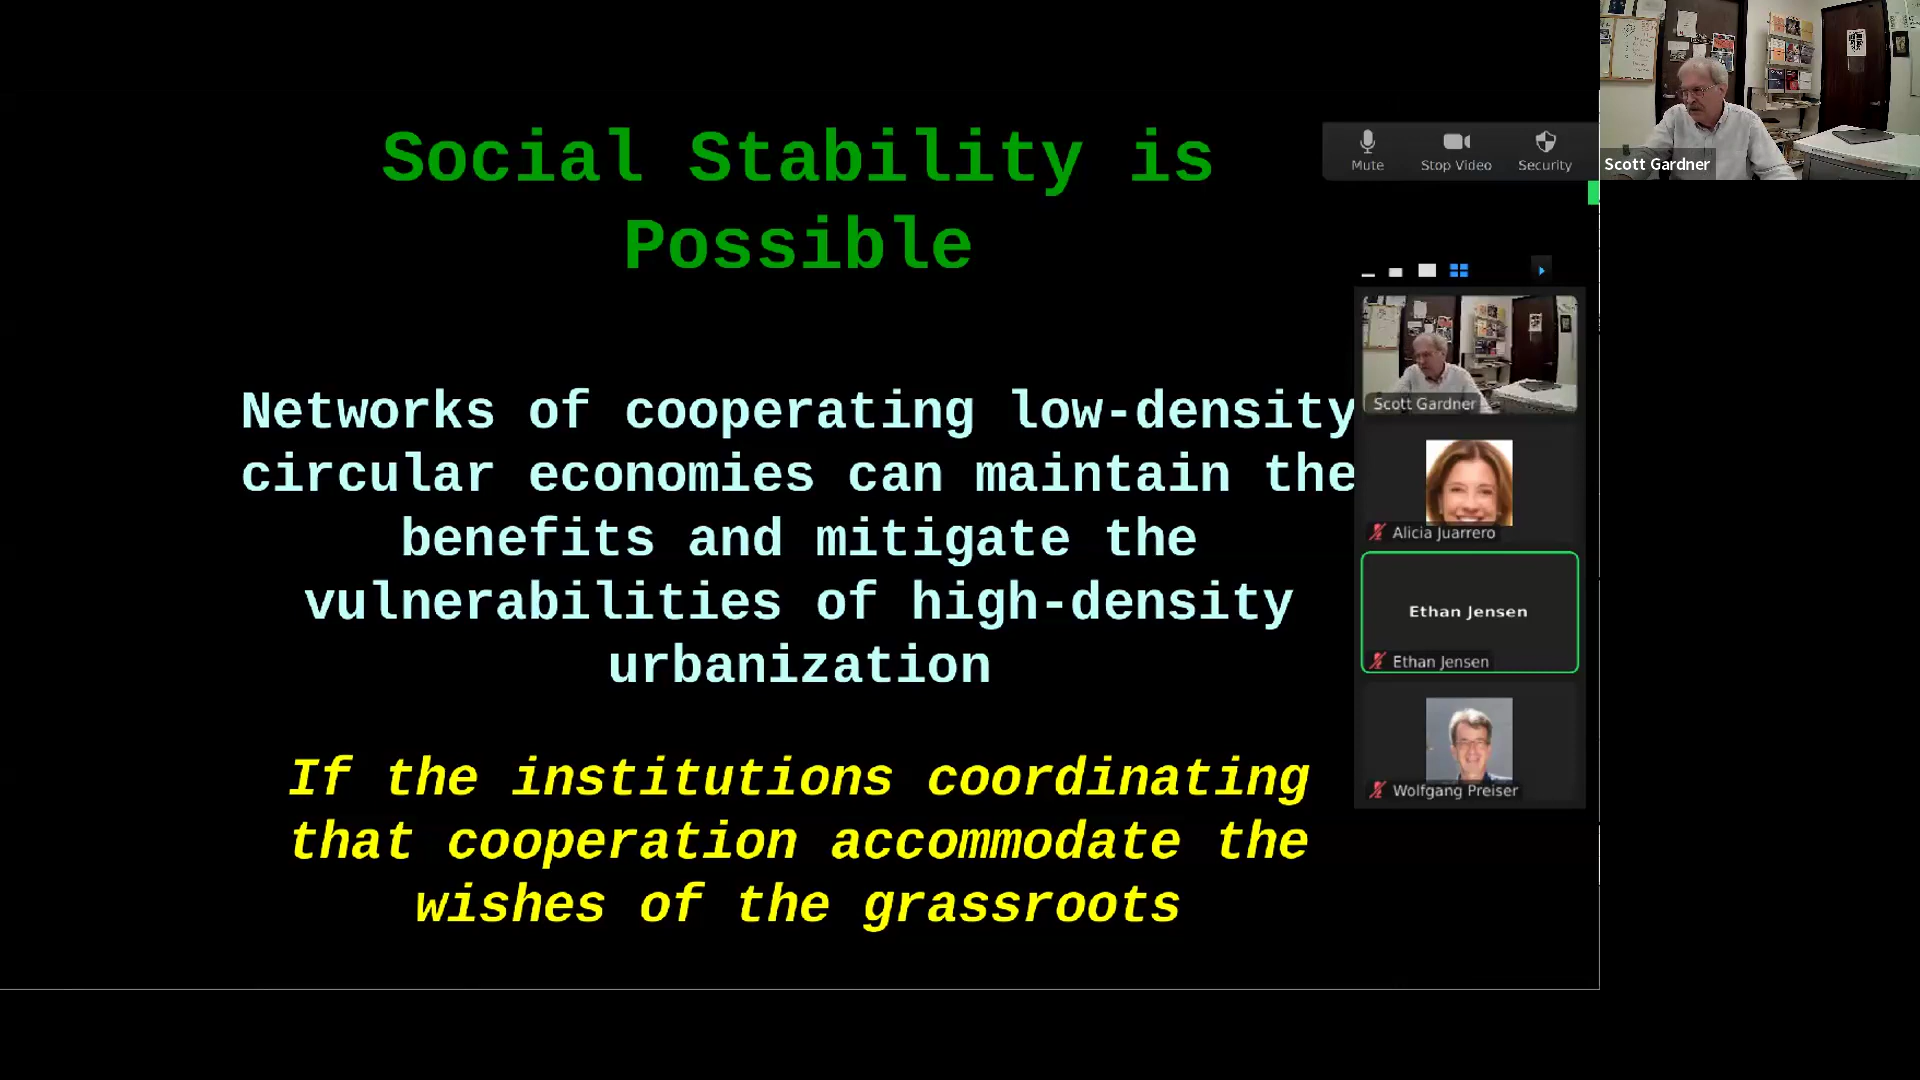 Social Stability is
Possible
Networks of cooperating low-density
circular economies can maintain the
benefits and mitigate the
vulnerabilities of high-density
urbanization
If the institutions coordinating
that cooperation accommodate the
wishes of the grassroots
Mute
Stop Video
Security
Scott Gardner
Scott Gardner
Alicia Juarrero
Ethan Jensen
Ethan Jensen
Wolfgang Preiser